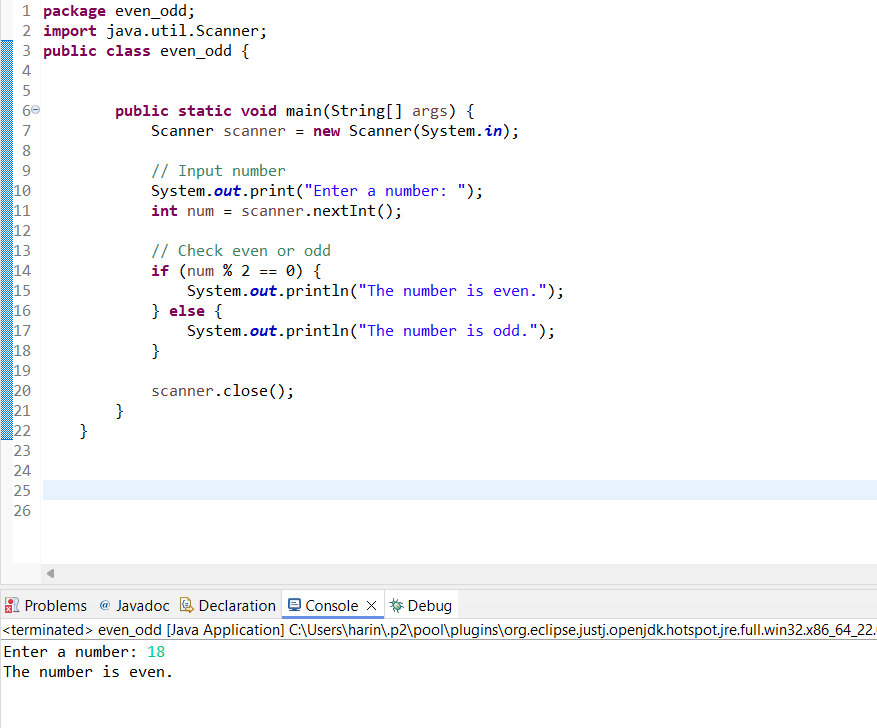 1 package even_odd;
2 import java.util.Scanner;
3 public class even_odd {
4
5
6 public static void main(String[] args) {
7 Scanner scanner = new Scanner(System.in);
8
9 // Input number
10 System.out.print("Enter a number: ");
11 int num = scanner.nextInt();
12
13 // Check even or odd
14 if (num % 2 == 0) {
15 System.out.println("The number is even.");
16 } else {
17 System.out.println("The number is odd.");
18 }
19
20 scanner.close();
21 }
22 }
23
24
25
26
Problems @ Javadoc Declaration Console Debug
<terminated> even_odd [Java Application] C:\Users\harin\.p2\pool\plugins\org.eclipse.justj.openjdk.hotspot.jre.full.win32.x86_64_22.
Enter a number: 18
The number is even.